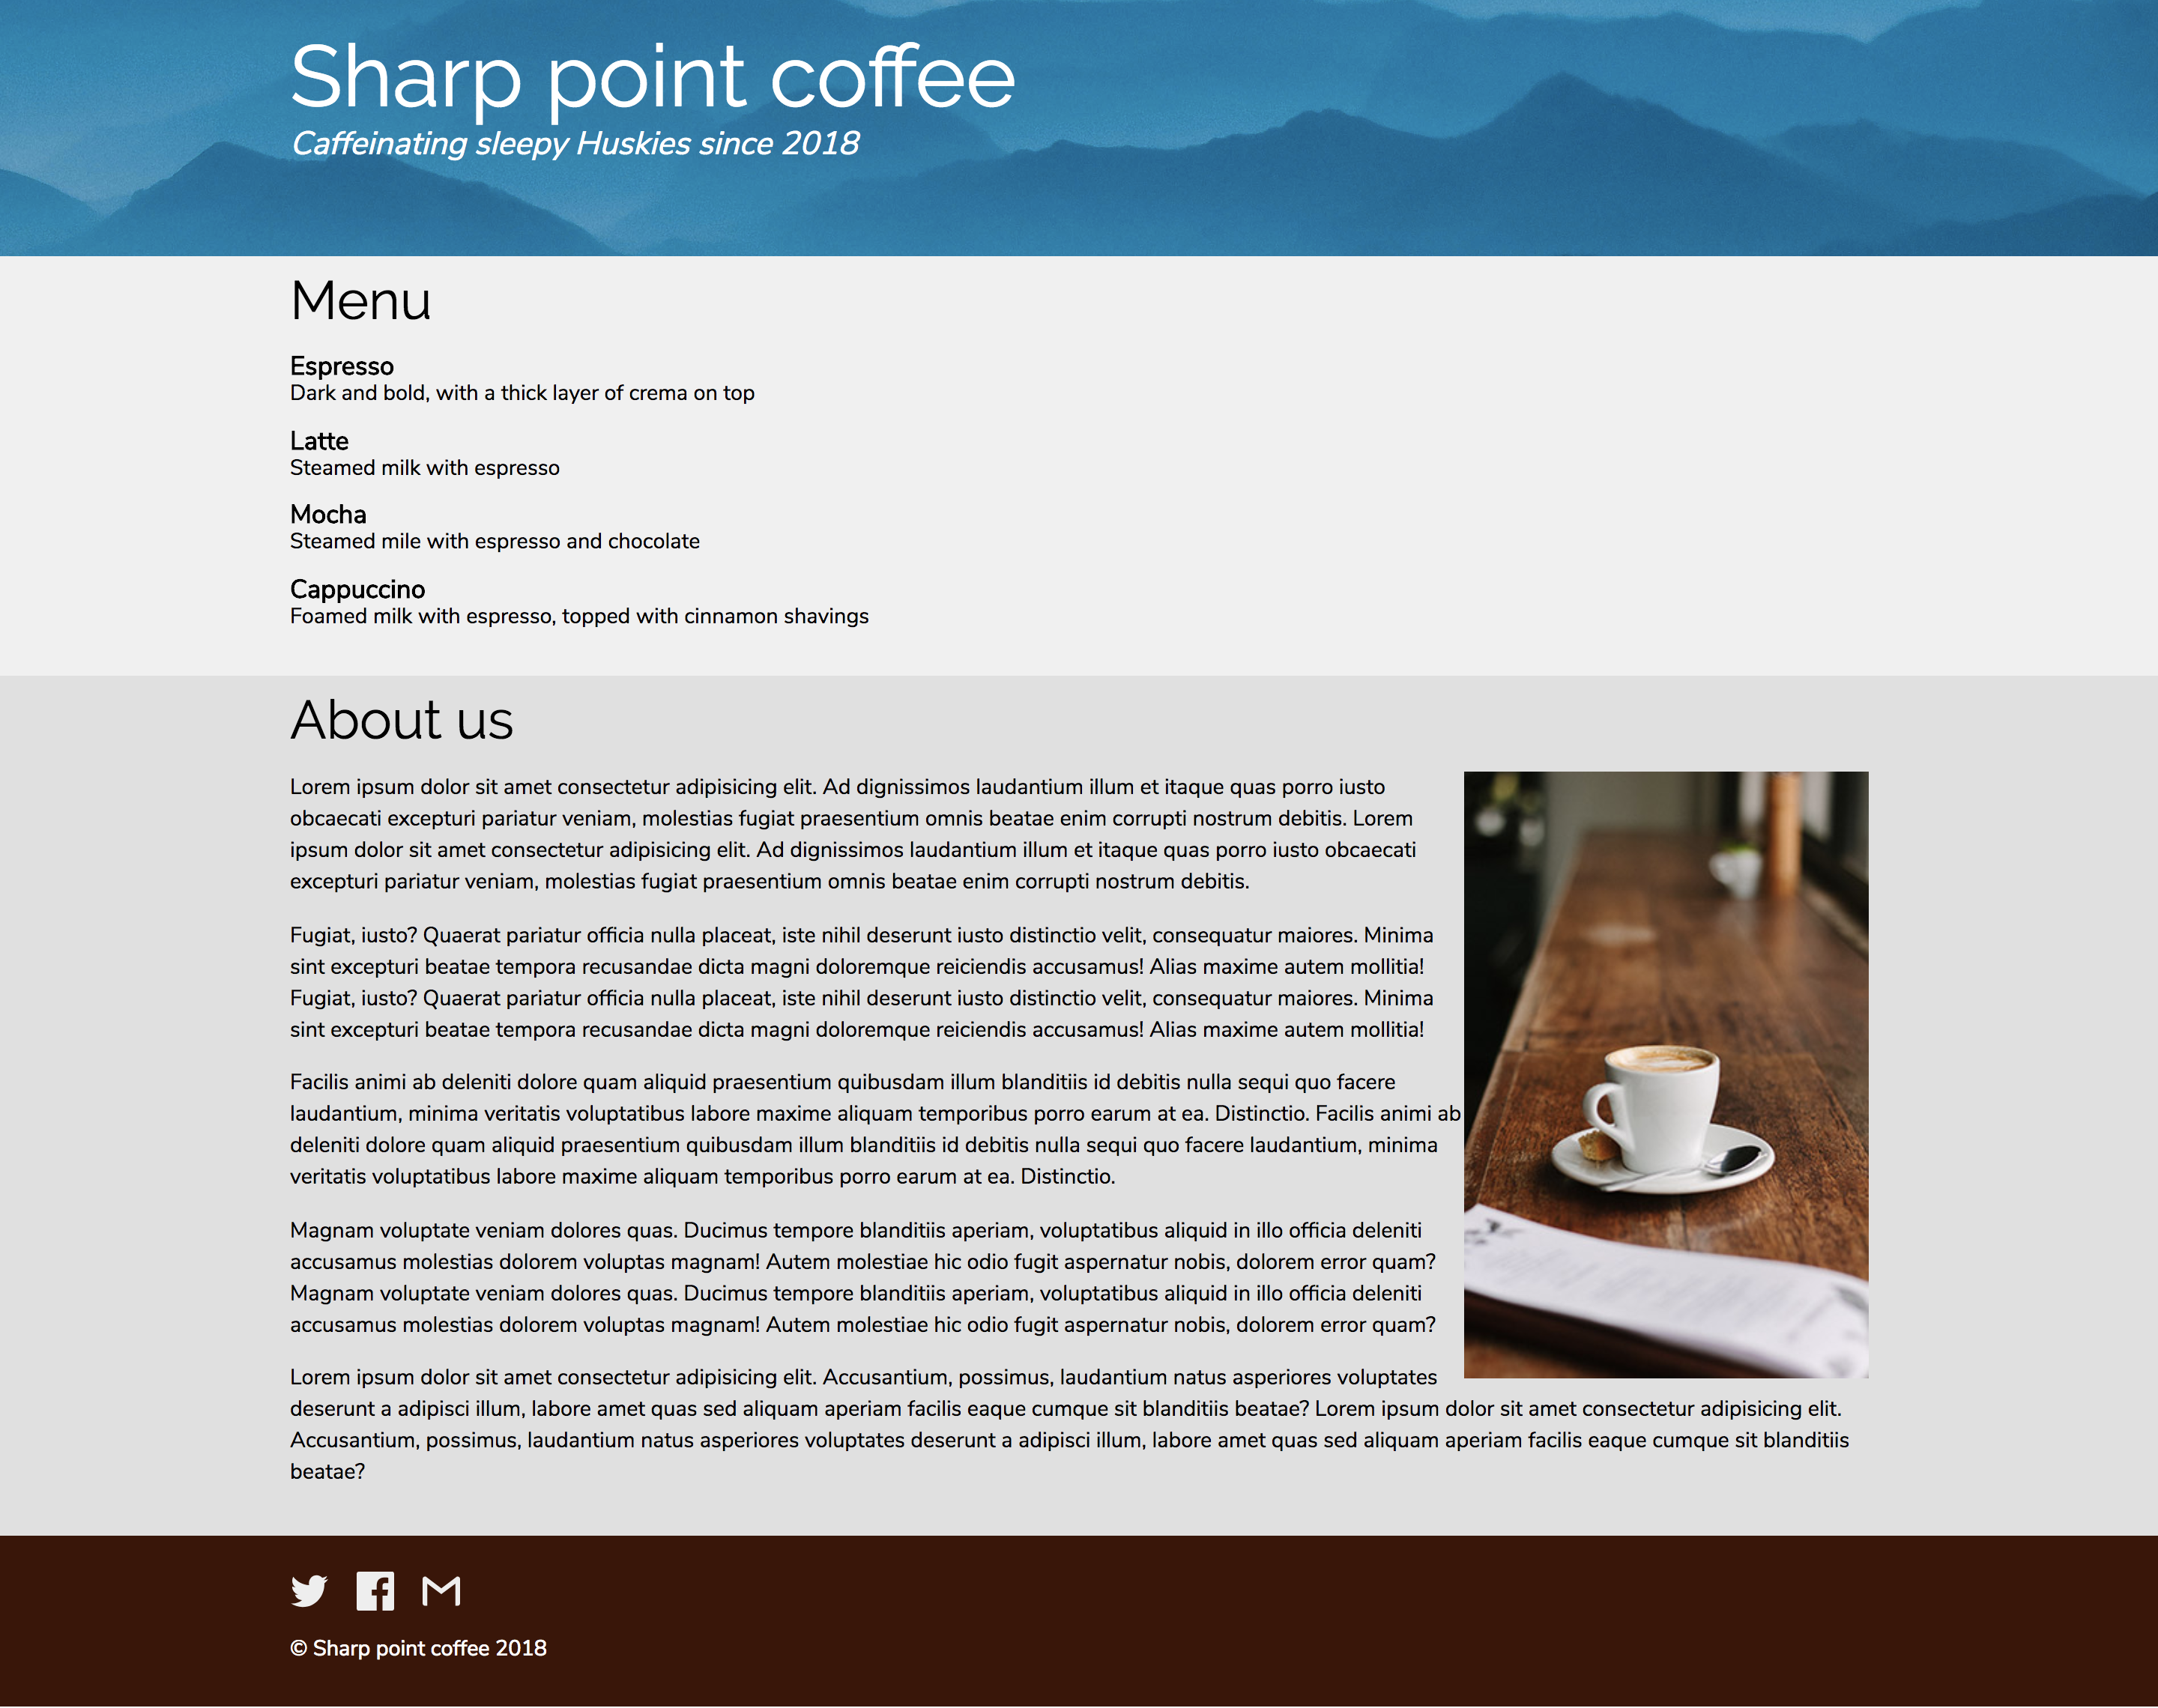 Sharp point coffee
Caffeinating sleepy Huskies since 2018
Menu
Espresso
Dark and bold, with a thick layer of crema on top
Latte
Steamed milk with espresso
Mocha
Steamed mile with espresso and chocolate
Cappuccino
Foamed milk with espresso, topped with cinnamon shavings
About us
Lorem ipsum dolor sit amet consectetur adipisicing elit. Ad dignissimos laudantium illum et itaque quas porro iusto
obcaecati excepturi pariatur veniam, molestias fugiat praesentium omnis beatae enim corrupti nostrum debitis. Lorem
ipsum dolor sit amet consectetur adipisicing elit. Ad dignissimos laudantium illum et itaque quas porro iusto obcaecati
excepturi pariatur veniam, molestias fugiat praesentium omnis beatae enim corrupti nostrum debitis.
Fugiat, iusto? Quaerat pariatur officia nulla placeat, iste nihil deserunt iusto distinctio velit, consequatur maiores. Minima
sint excepturi beatae tempora recusandae dicta magni doloremque reiciendis accusamus! Alias maxime autem mollitia!
Fugiat, iusto? Quaerat pariatur officia nulla placeat, iste nihil deserunt iusto distinctio velit, consequatur maiores. Minima
sint excepturi beatae tempora recusandae dicta magni doloremque reiciendis accusamus! Alias maxime autem mollitia!
Facilis animi ab deleniti dolore quam aliquid praesentium quibusdam illum blanditiis id debitis nulla sequi quo facere
laudantium, minima veritatis voluptatibus labore maxime aliquam temporibus porro earum at ea. Distinctio. Facilis animi ab
deleniti dolore quam aliquid praesentium quibusdam illum blanditiis id debitis nulla sequi quo facere laudantium, minima
veritatis voluptatibus labore maxime aliquam temporibus porro earum at ea. Distinctio.
Magnam voluptate veniam dolores quas. Ducimus tempore blanditiis aperiam, voluptatibus aliquid in illo officia deleniti
accusamus molestias dolorem voluptas magnam! Autem molestiae hic odio fugit aspernatur nobis, dolorem error quam?
Magnam voluptate veniam dolores quas. Ducimus tempore blanditiis aperiam, voluptatibus aliquid in illo officia deleniti
accusamus molestias dolorem voluptas magnam! Autem molestiae hic odio fugit aspernatur nobis, dolorem error quam?
Lorem ipsum dolor sit amet consectetur adipisicing elit. Accusantium, possimus, laudantium natus asperiores voluptates
deserunt a adipisci illum, labore amet quas sed aliquam aperiam facilis eaque cumque sit blanditiis beatae? Lorem ipsum dolor sit amet consectetur adipisicing elit.
Accusantium, possimus, laudantium natus asperiores voluptates deserunt a adipisci illum, labore amet quas sed aliquam aperiam facilis eaque cumque sit blanditiis
beatae?
© Sharp point coffee 2018